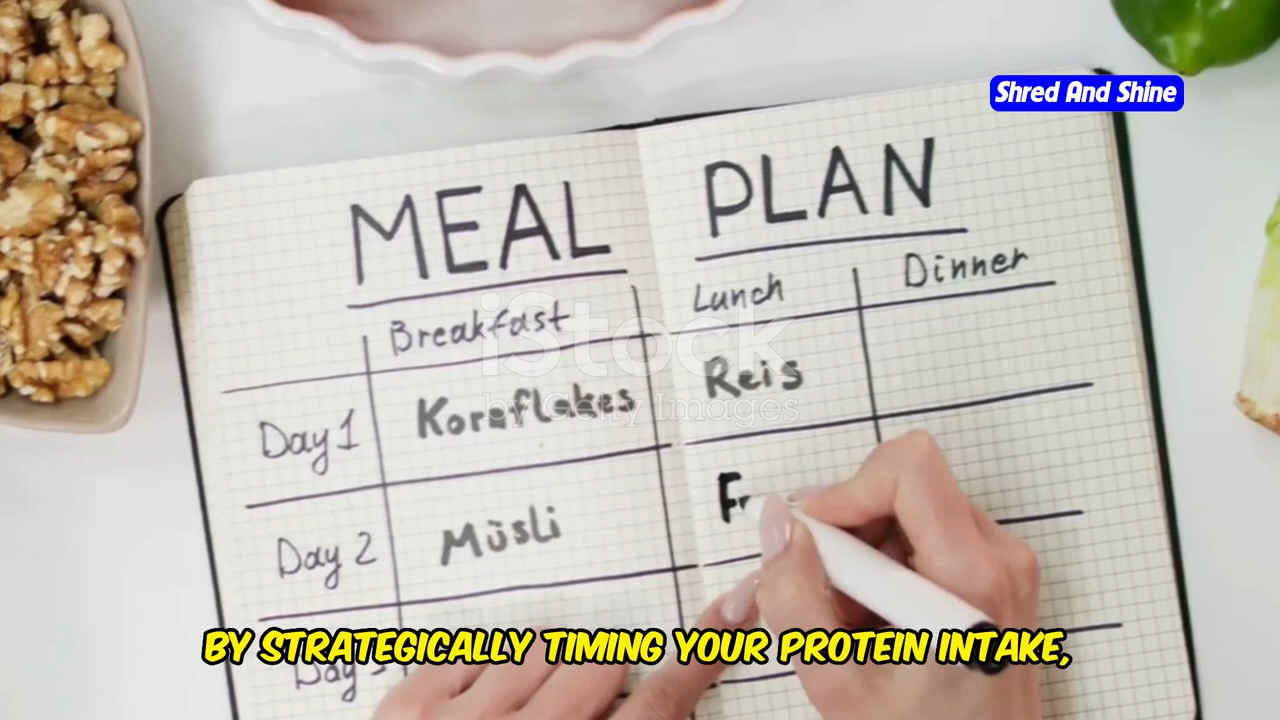 Shred And Shine
MEAL PLAN
Breakfast Lunch Dinner
Day 1 Kornflakes Reis
Day 2 Müsli
Day
iStock
by Getty Images
BY STRATEGICALLY TIMING YOUR PROTEIN INTAKE,